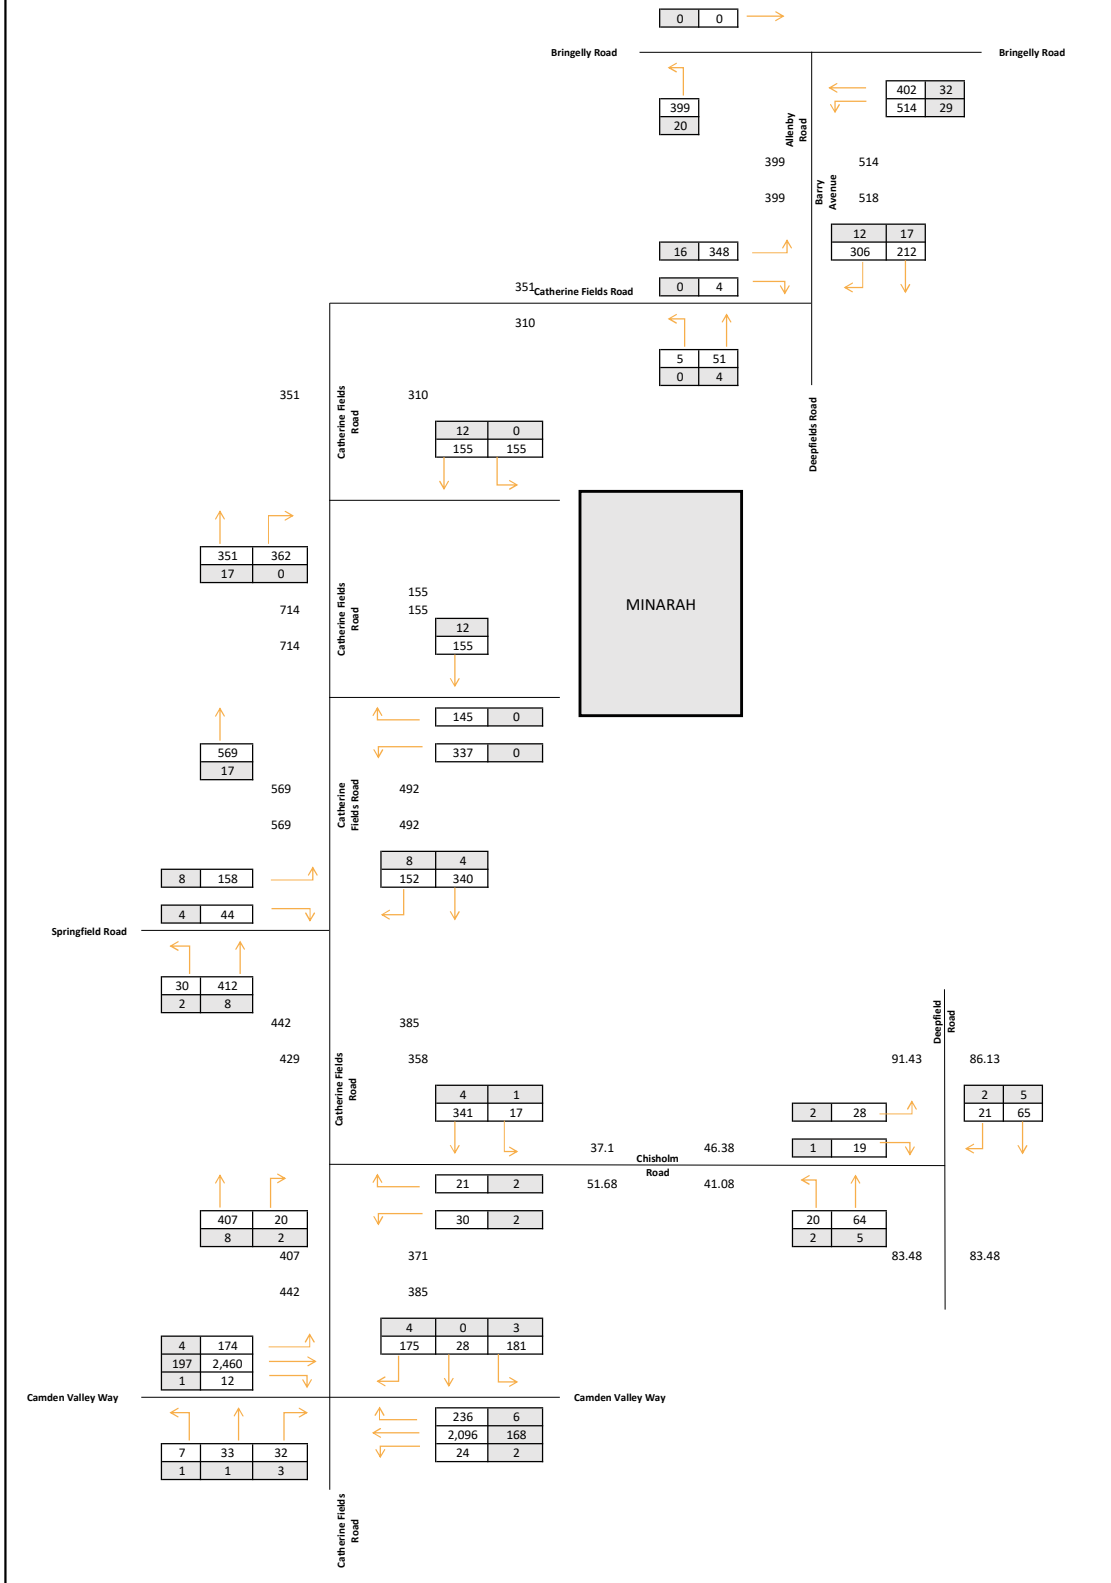 0 0
Bringelly Road Bringelly Road
402 32
399 514 29
20
Allenby
Road
399 514
Barry
Avenue
399 518
12 17
16 348 306 212
351 Catherine Fields Road 0 4
310
5 51
0 4
Catherine Fields
Road
351 310
Deepfields Road
12 0
155 155
351 362
17 0
MINARAH
Catherine Fields
Road
155
714 155
12
714 155
145 0
569 337 0
17
Catherine
Fields Road
569 492
569 492
8 4
8 158 152 340
4 44
Springfield Road
30 412
2 8
442 385
Deepfield
Road
Catherine Fields
Road
429 358 91.43 86.13
4 1 2 5
341 17 2 28 21 65
37.1 46.38 1 19
Chisholm
Road
21 2 51.68 41.08
407 20 30 2 20 64
8 2 2 5
407 371 83.48 83.48
442 385
4 0 3
4 174 175 28 181
197 2,460
1 12
Camden Valley Way Camden Valley Way
236 6
2,096 168
7 33 32 24 2
1 1 3
Catherine Fields
Road